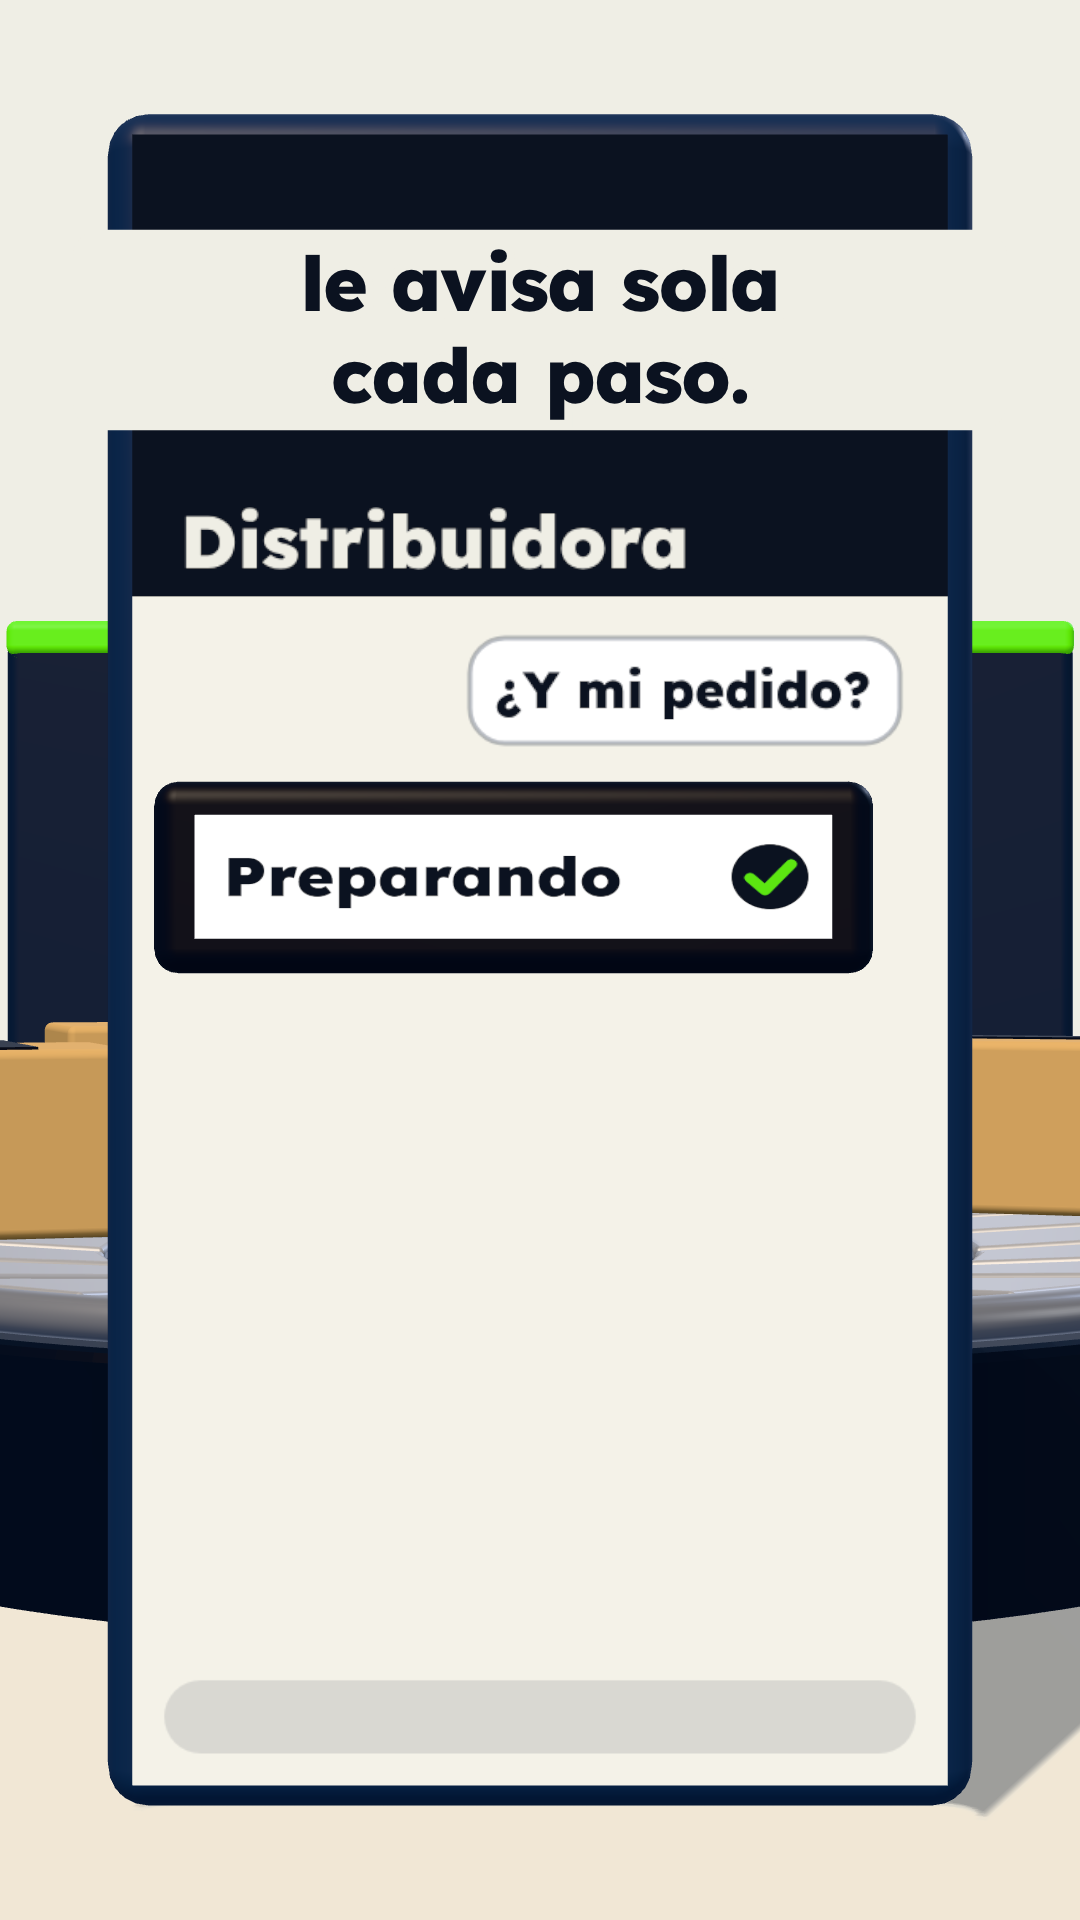 le avisa sola
cada paso.
Distribuidora
¿Y mi pedido?
Preparando